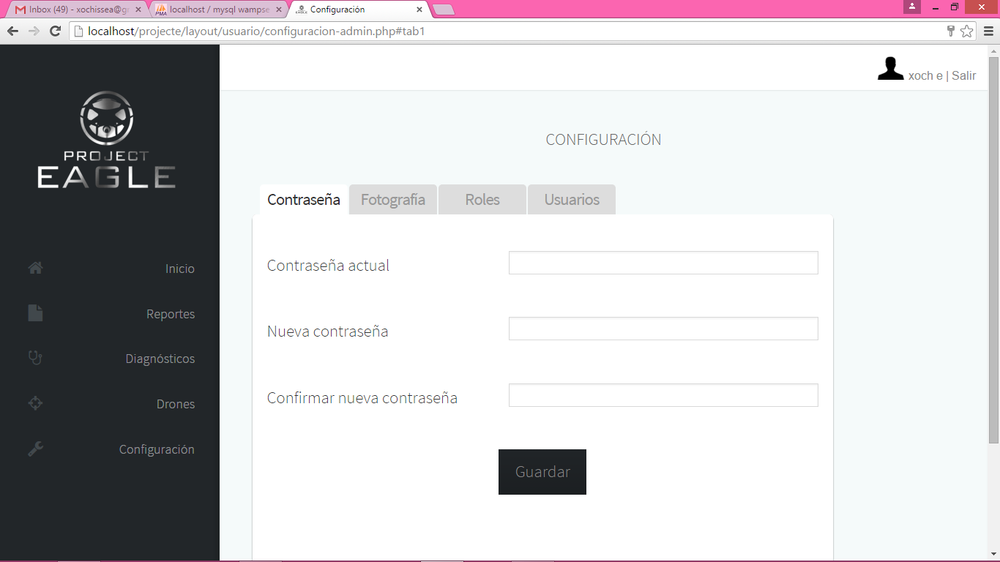 Inbox (49) - xochissea@g
localhost / mysql wampse
Configuración
localhost/projecte/layout/usuario/configuracion-admin.php#tab1
xoch e | Salir
PROJECT
EAGLE
CONFIGURACIÓN
Contraseña Fotografía Roles Usuarios
Inicio
Reportes
Diagnósticos
Drones
Configuración
Contraseña actual
Nueva contraseña
Confirmar nueva contraseña
Guardar